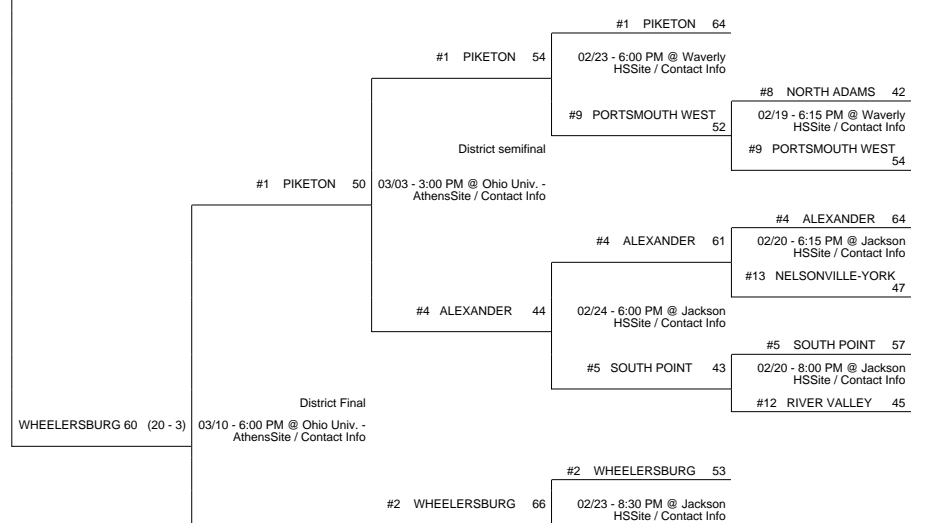 #1 PIKETON 64
#1 PIKETON 54
02/23 - 6:00 PM @ Waverly
HSSite / Contact Info
#8 NORTH ADAMS 42
#9 PORTSMOUTH WEST
52
02/19 - 6:15 PM @ Waverly
HSSite / Contact Info
District semifinal
#9 PORTSMOUTH WEST
54
#1 PIKETON 50
03/03 - 3:00 PM @ Ohio Univ. -
AthensSite / Contact Info
#4 ALEXANDER 64
#4 ALEXANDER 61
02/20 - 6:15 PM @ Jackson
HSSite / Contact Info
#13 NELSONVILLE-YORK
47
#4 ALEXANDER 44
02/24 - 6:00 PM @ Jackson
HSSite / Contact Info
#5 SOUTH POINT 57
#5 SOUTH POINT 43
02/20 - 8:00 PM @ Jackson
HSSite / Contact Info
District Final
#12 RIVER VALLEY 45
WHEELERSBURG 60 (20 - 3)
03/10 - 6:00 PM @ Ohio Univ. -
AthensSite / Contact Info
#2 WHEELERSBURG 53
#2 WHEELERSBURG 66
02/23 - 8:30 PM @ Jackson
HSSite / Contact Info